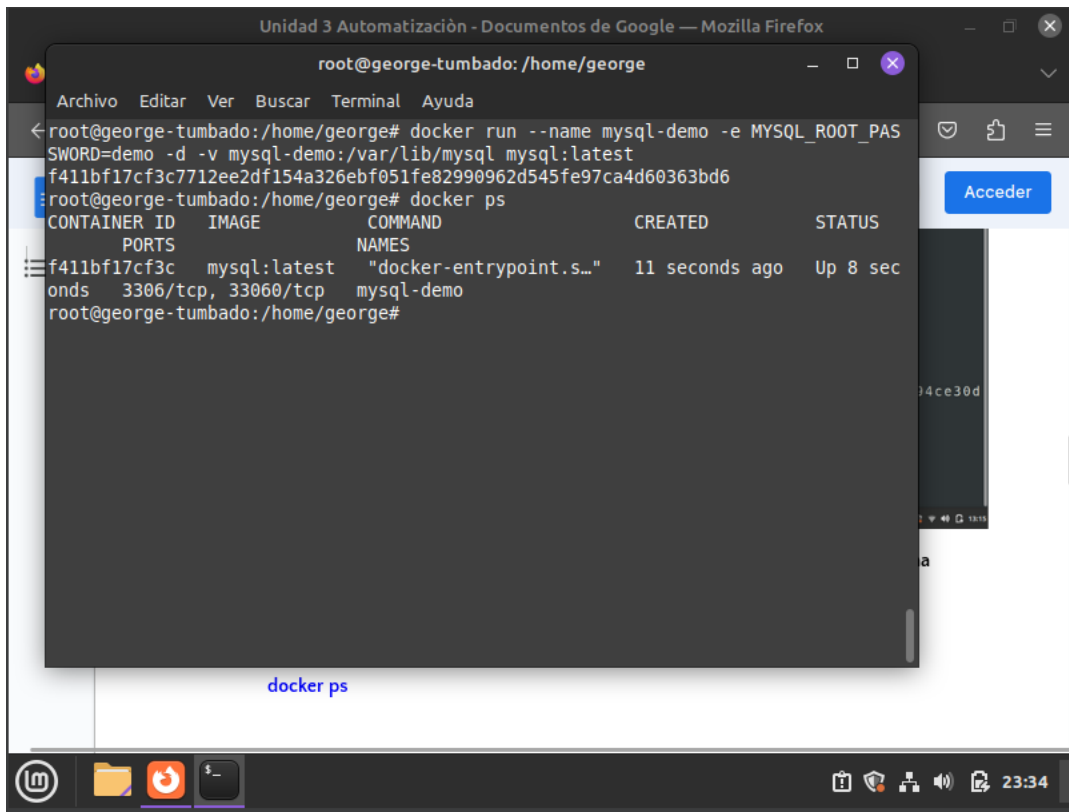 Unidad 3 Automatizaciòn - Documentos de Google — Mozilla Firefox
root@george-tumbado: /home/george
Archivo Editar Ver Buscar Terminal Ayuda
root@george-tumbado:/home/george# docker run --name mysql-demo -e MYSQL_ROOT_PAS
SWORD=demo -d -v mysql-demo:/var/lib/mysql mysql:latest
f411bf17cf3c7712ee2df154a326ebf051fe82990962d545fe97ca4d60363bd6
root@george-tumbado:/home/george# docker ps
CONTAINER ID   IMAGE          COMMAND                  CREATED          STATUS
       PORTS                 NAMES
f411bf17cf3c   mysql:latest   "docker-entrypoint.s…"   11 seconds ago   Up 8 sec
onds   3306/tcp, 33060/tcp   mysql-demo
root@george-tumbado:/home/george#
Acceder
94ce30d
13:15
na
docker ps
$_
23:34